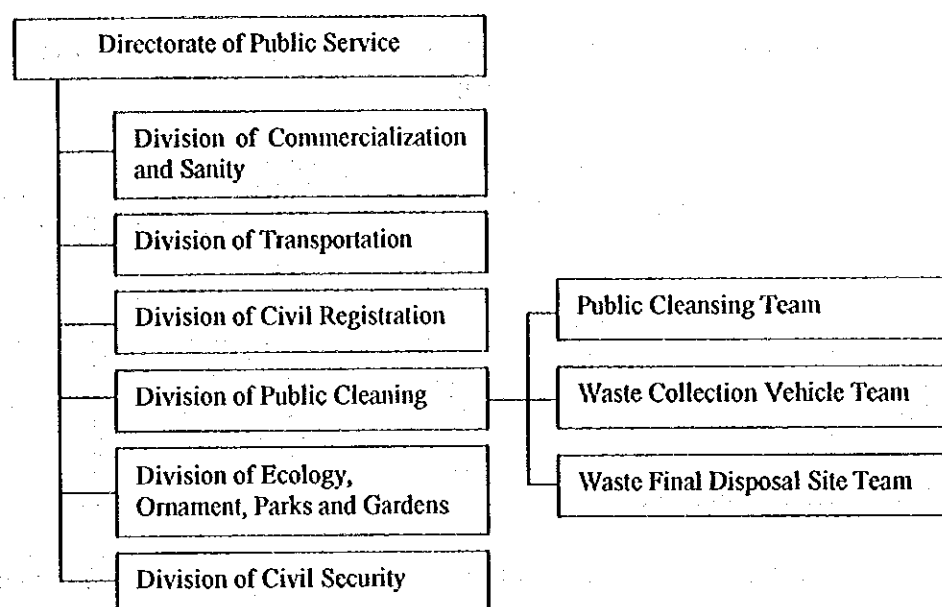 Directorate of Public Service
Division of Commercialization
and Sanity
Division of Transportation
Division of Civil Registration
Division of Public Cleaning
Division of Ecology,
Ornament, Parks and Gardens
Division of Civil Security
Public Cleansing Team
Waste Collection Vehicle Team
Waste Final Disposal Site Team